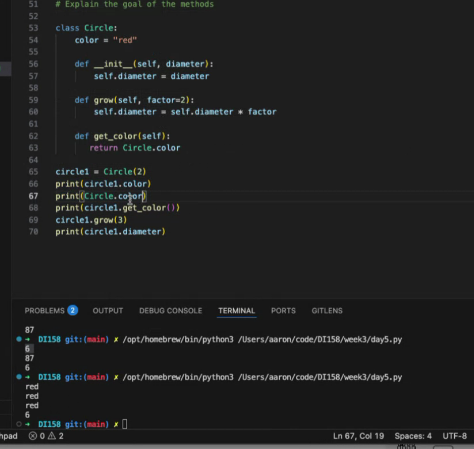 51 # Explain the goal of the methods
52
53 class Circle:
54 color = "red"
55
56 def __init__(self, diameter):
57 self.diameter = diameter
58
59 def grow(self, factor=2):
60 self.diameter = self.diameter * factor
61
62 def get_color(self):
63 return Circle.color
64
65 circle1 = Circle(2)
66 print(circle1.color)
67 print(Circle.color)
68 print(circle1.get_color())
69 circle1.grow(3)
70 print(circle1.diameter)
PROBLEMS 2 OUTPUT DEBUG CONSOLE TERMINAL PORTS GITLENS
87
➜ DI158 git:(main) ✗ /opt/homebrew/bin/python3 /Users/aaron/code/DI158/week3/day5.py
6
87
6
➜ DI158 git:(main) ✗ /opt/homebrew/bin/python3 /Users/aaron/code/DI158/week3/day5.py
red
red
red
6
➜ DI158 git:(main) ✗
hpad 0 2 Ln 67, Col 19 Spaces: 4 UTF-8